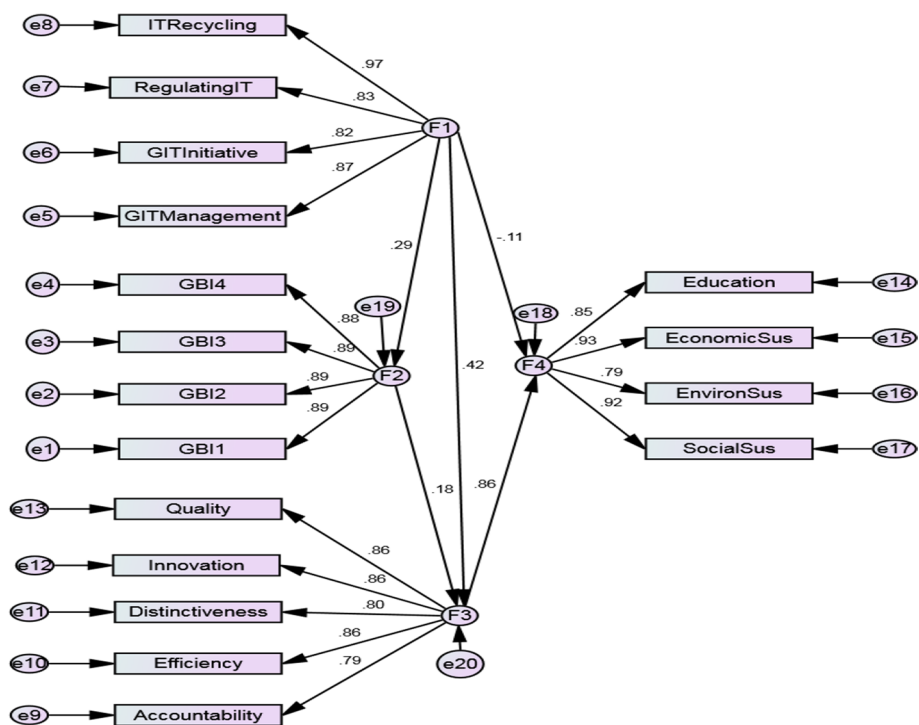 e8
ITRecycling
.97
e7
RegulatingIT
.83
F1
e6
GITInitiative
.82
.87
e5
GITManagement
.29
-.11
e4
GBI4
.88
e19
e18
.85
Education
e14
e3
GBI3
.89
.93
EconomicSus
e15
F2
.42
F4
e2
GBI2
.89
.79
EnvironSus
e16
.89
.92
e1
GBI1
SocialSus
e17
.18
.86
e13
Quality
.86
e12
Innovation
.86
e11
Distinctiveness
.80
F3
e10
Efficiency
.86
.79
e20
e9
Accountability